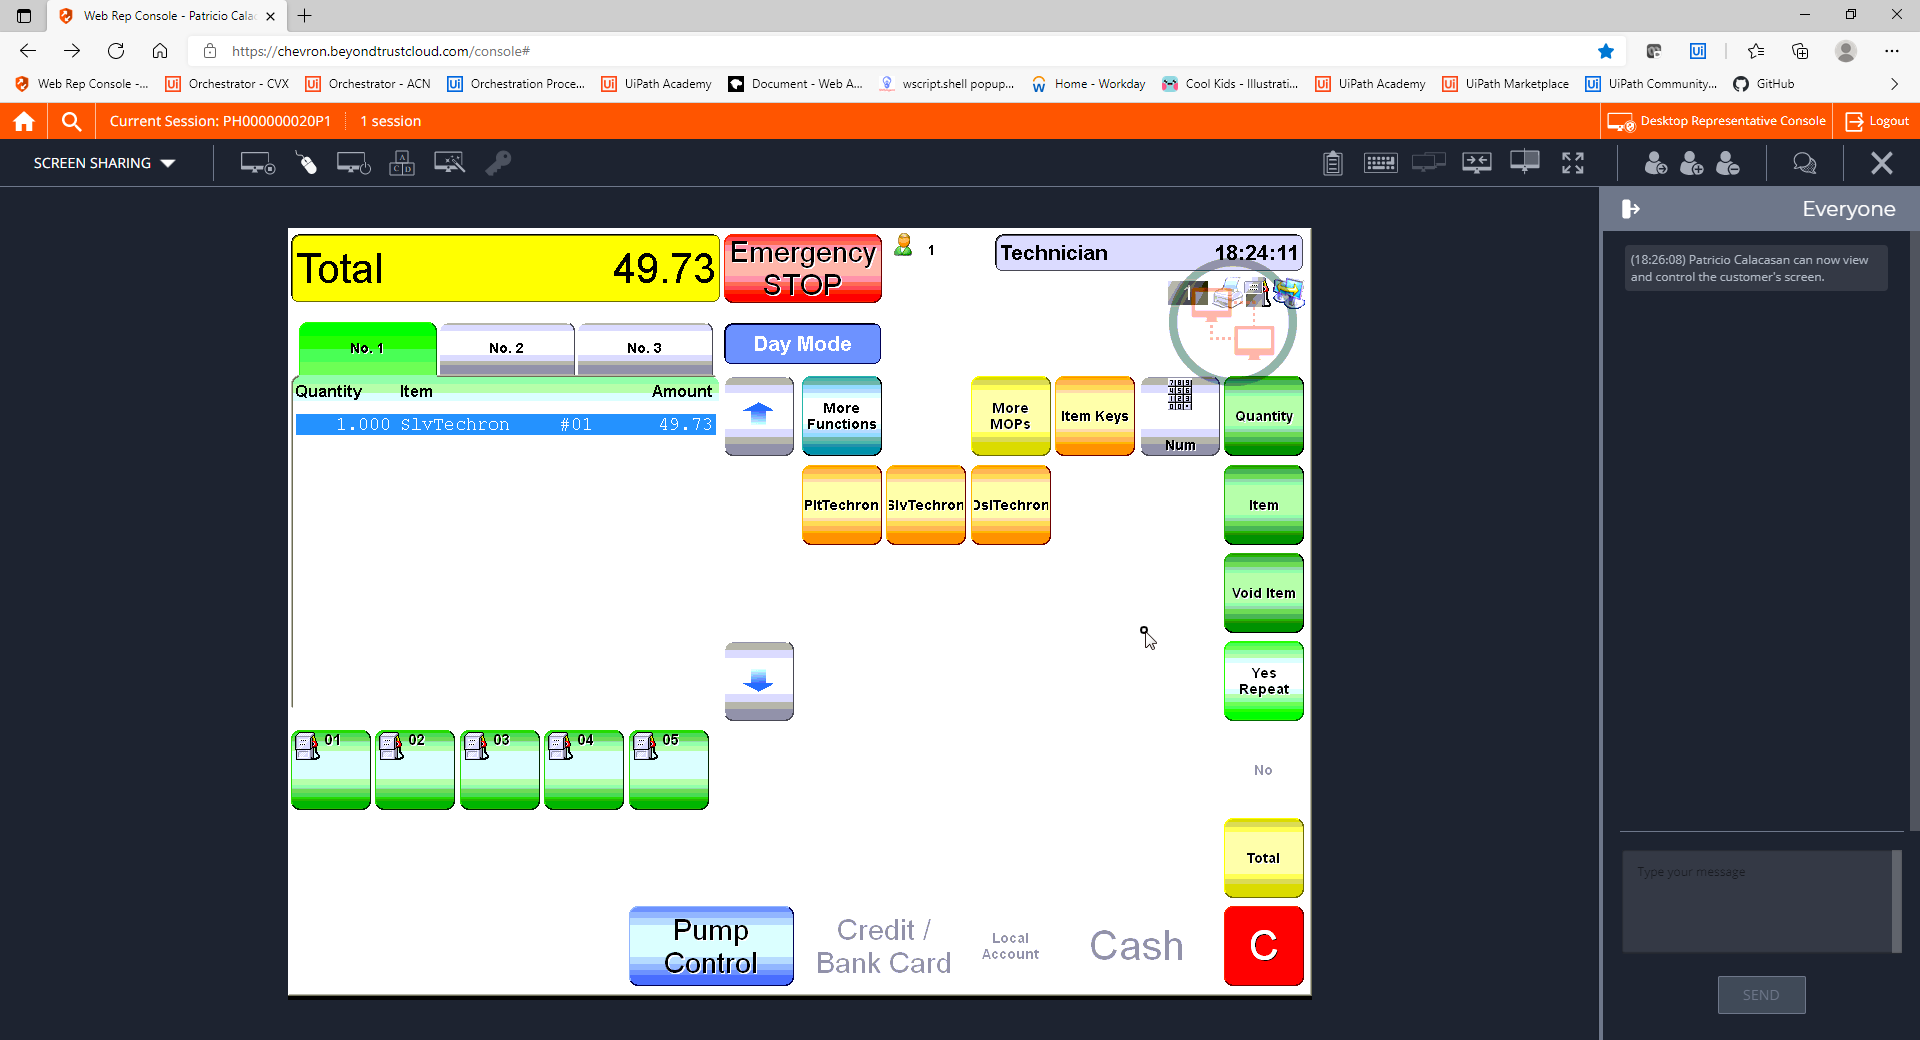 Web Rep Console - Patricio Cala
https://chevron.beyondtrustcloud.com/console#
Web Rep Console -...
Orchestrator - CVX
Orchestrator - ACN
Orchestration Proce...
UiPath Academy
Document - Web A...
wscript.shell popup...
Home - Workday
Cool Kids - Illustrati...
UiPath Academy
UiPath Marketplace
UiPath Community...
GitHub
Current Session: PH000000020P1
1 session
Desktop Representative Console
Logout
SCREEN SHARING
Everyone
(18:26:08) Patricio Calacasan can now view
and control the customer's screen.
Total 49.73
Emergency
STOP
1
Technician 18:24:11
1
No. 1
No. 2
No. 3
Day Mode
Quantity Item Amount
1.000 SlvTechron #01 49.73
More
Functions
More
MOPs
Item Keys
Num
Quantity
PltTechron
SlvTechron
DslTechron
Item
Void Item
Yes
Repeat
01
02
03
04
05
No
Total
Pump
Control
Credit /
Bank Card
Local
Account
Cash
C
Type your message
SEND